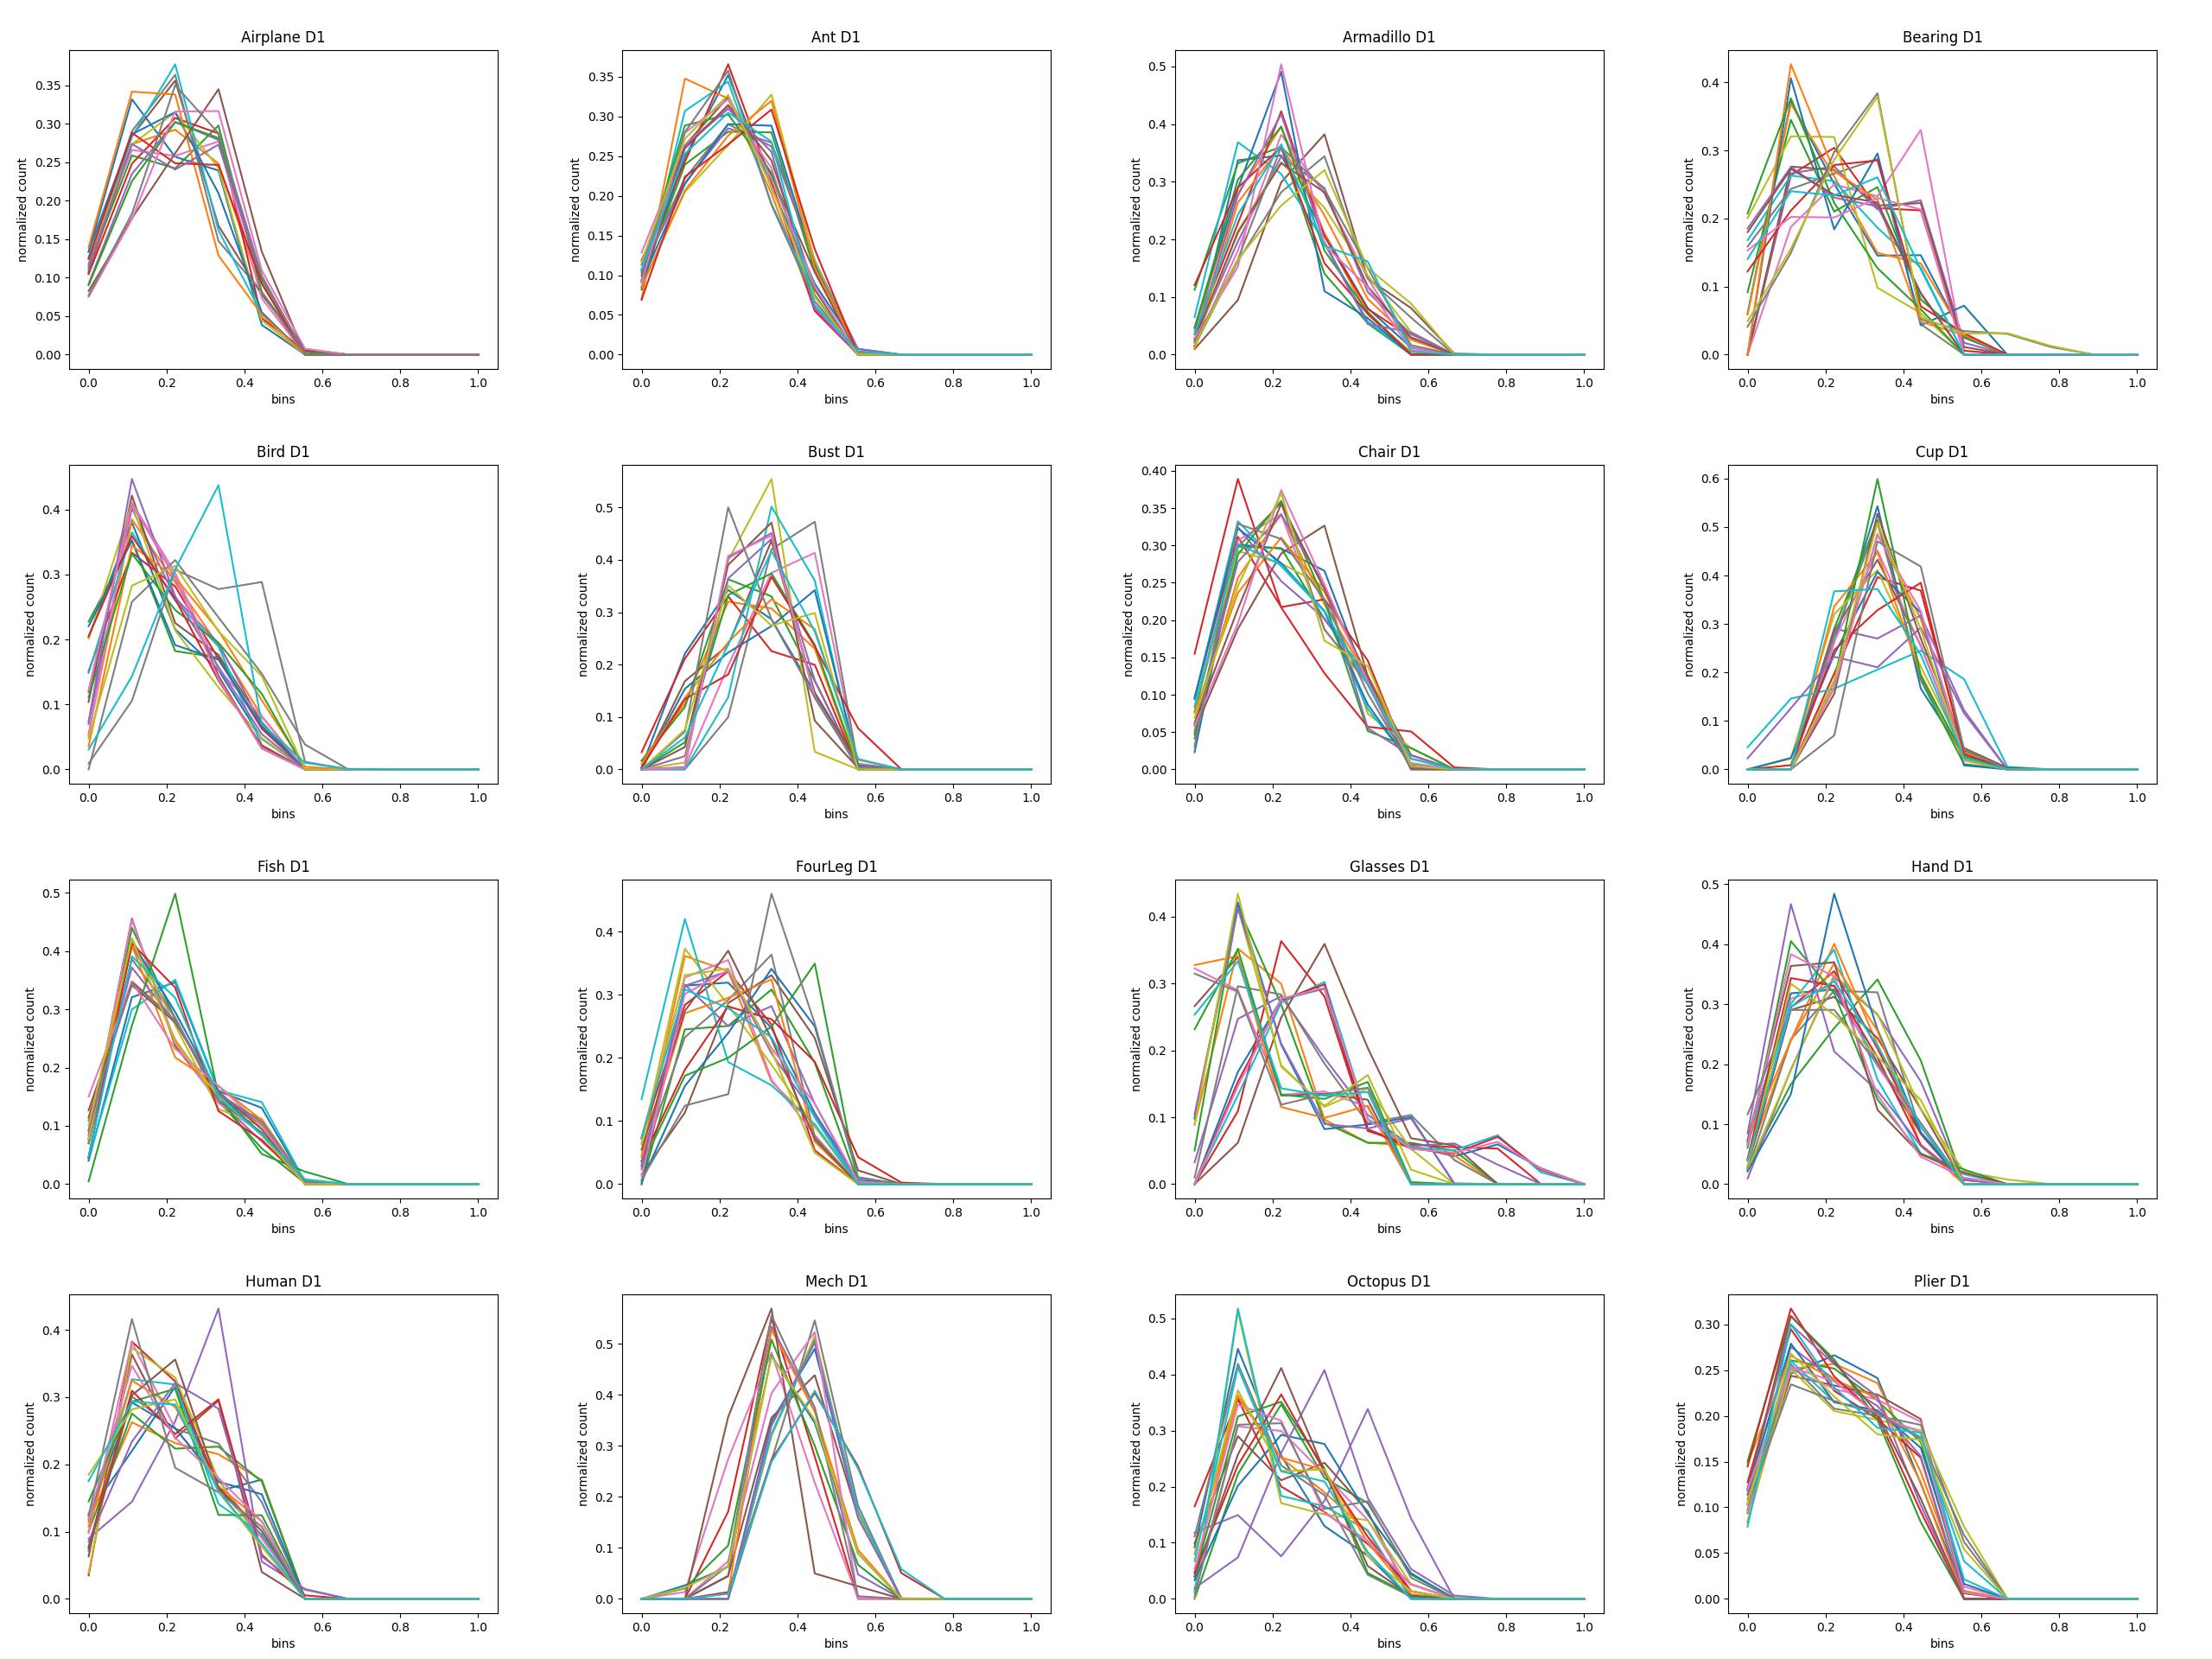 Airplane D1
Ant D1
Armadillo D1
Bearing D1
normalized count
0.35
0.30
0.25
0.20
0.15
0.10
0.05
0.00
0.0 0.2 0.4 0.6 0.8 1.0
bins
normalized count
0.35
0.30
0.25
0.20
0.15
0.10
0.05
0.00
0.0 0.2 0.4 0.6 0.8 1.0
bins
normalized count
0.5
0.4
0.3
0.2
0.1
0.0
0.0 0.2 0.4 0.6 0.8 1.0
bins
normalized count
0.4
0.3
0.2
0.1
0.0
0.0 0.2 0.4 0.6 0.8 1.0
bins
Bird D1
Bust D1
Chair D1
Cup D1
normalized count
0.4
0.3
0.2
0.1
0.0
0.0 0.2 0.4 0.6 0.8 1.0
bins
normalized count
0.5
0.4
0.3
0.2
0.1
0.0
0.0 0.2 0.4 0.6 0.8 1.0
bins
normalized count
0.40
0.35
0.30
0.25
0.20
0.15
0.10
0.05
0.00
0.0 0.2 0.4 0.6 0.8 1.0
bins
normalized count
0.6
0.5
0.4
0.3
0.2
0.1
0.0
0.0 0.2 0.4 0.6 0.8 1.0
bins
Fish D1
FourLeg D1
Glasses D1
Hand D1
normalized count
0.5
0.4
0.3
0.2
0.1
0.0
0.0 0.2 0.4 0.6 0.8 1.0
bins
normalized count
0.4
0.3
0.2
0.1
0.0
0.0 0.2 0.4 0.6 0.8 1.0
bins
normalized count
0.4
0.3
0.2
0.1
0.0
0.0 0.2 0.4 0.6 0.8 1.0
bins
normalized count
0.5
0.4
0.3
0.2
0.1
0.0
0.0 0.2 0.4 0.6 0.8 1.0
bins
Human D1
Mech D1
Octopus D1
Plier D1
normalized count
0.4
0.3
0.2
0.1
0.0
0.0 0.2 0.4 0.6 0.8 1.0
bins
normalized count
0.5
0.4
0.3
0.2
0.1
0.0
0.0 0.2 0.4 0.6 0.8 1.0
bins
normalized count
0.5
0.4
0.3
0.2
0.1
0.0
0.0 0.2 0.4 0.6 0.8 1.0
bins
normalized count
0.30
0.25
0.20
0.15
0.10
0.05
0.00
0.0 0.2 0.4 0.6 0.8 1.0
bins